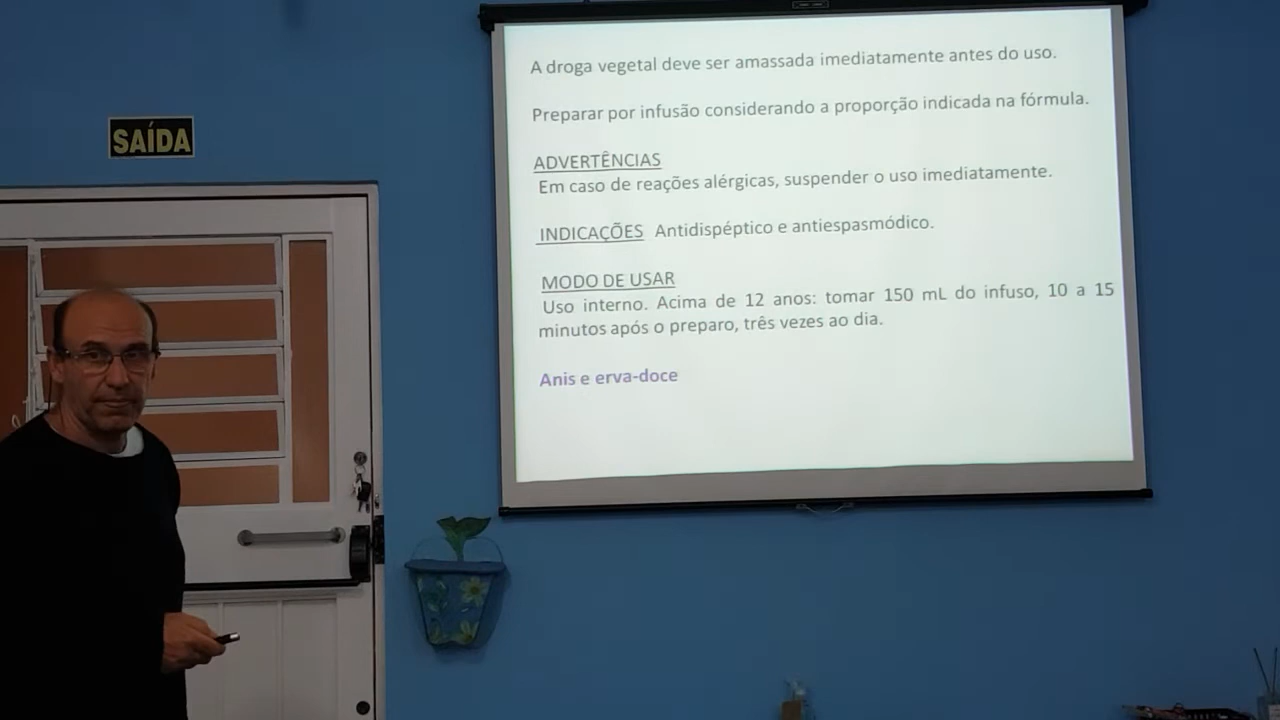 SAÍDA
A droga vegetal deve ser amassada imediatamente antes do uso.
Preparar por infusão considerando a proporção indicada na fórmula.
ADVERTÊNCIAS
Em caso de reações alérgicas, suspender o uso imediatamente.
INDICAÇÕES Antidispéptico e antiespasmódico.
MODO DE USAR
Uso interno. Acima de 12 anos: tomar 150 mL do infuso, 10 a 15
minutos após o preparo, três vezes ao dia.
Anis e erva-doce